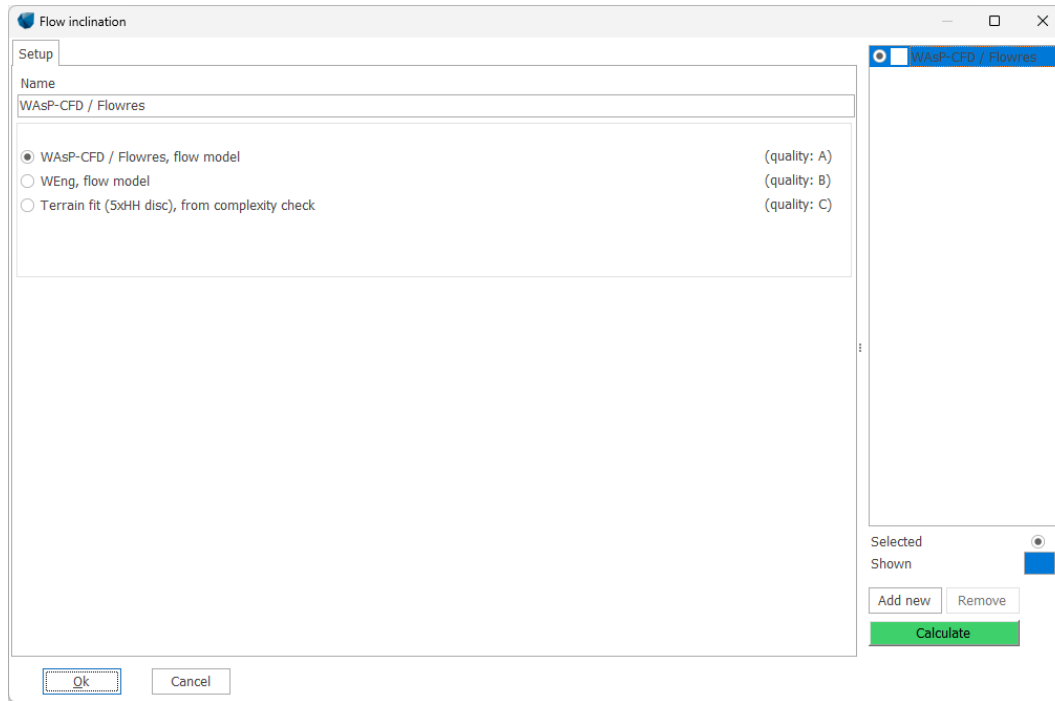 Flow inclination
Setup
Name
WAsP-CFD / Flowres
WAsP-CFD / Flowres, flow model (quality: A)
WEng, flow model (quality: B)
Terrain fit (5xHH disc), from complexity check (quality: C)
WAsP-CFD / Flowres
Selected
Shown
Add new Remove
Calculate
Ok Cancel